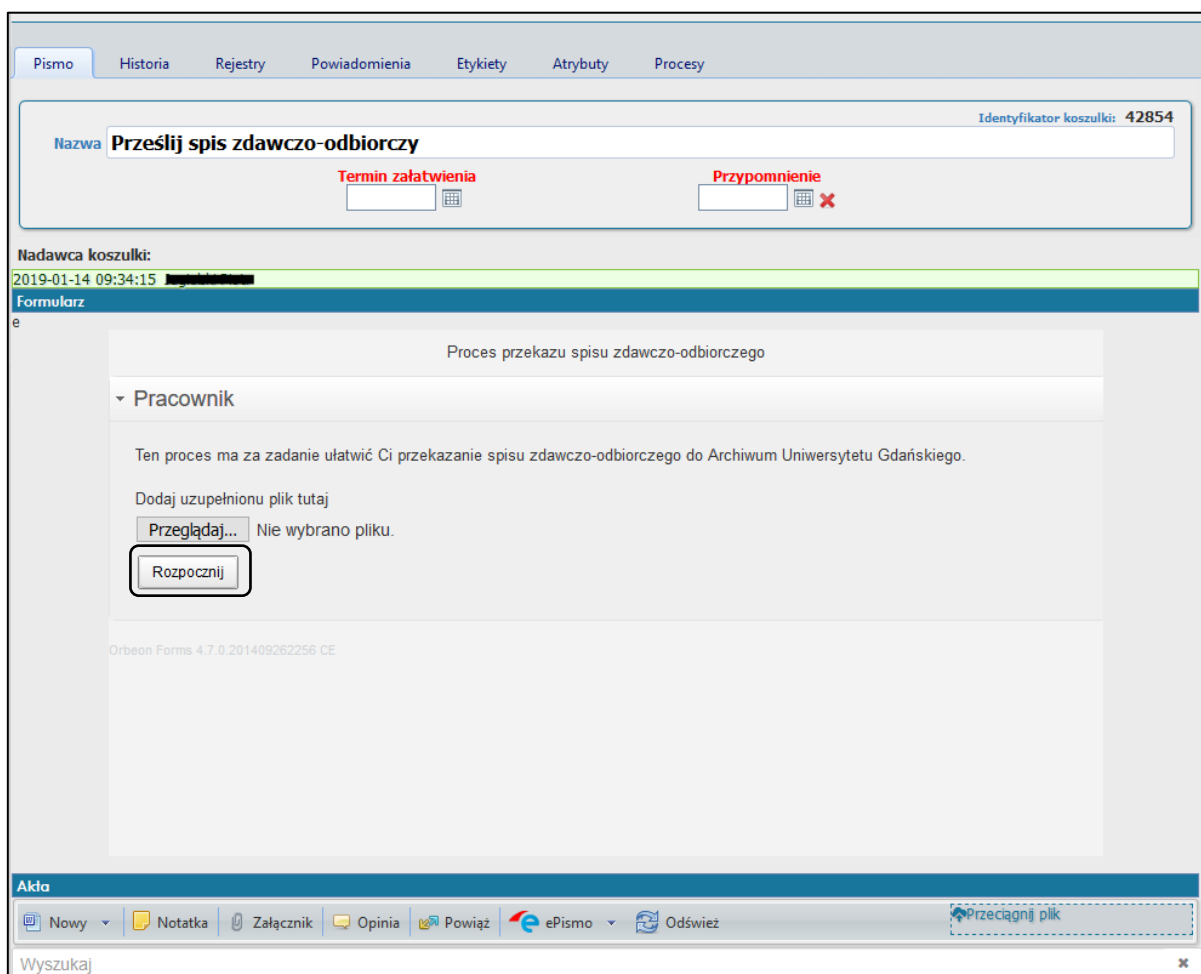 Pismo Historia Rejestry Powiadomienia Etykiety Atrybuty Procesy
Identyfikator koszulki: 42854
Nazwa Prześlij spis zdawczo-odbiorczy
Termin załatwienia Przypomnienie
Nadawca koszulki:
2019-01-14 09:34:15
Formularz
e
Proces przekazu spisu zdawczo-odbiorczego
Pracownik
Ten proces ma za zadanie ułatwić Ci przekazanie spisu zdawczo-odbiorczego do Archiwum Uniwersytetu Gdańskiego.
Dodaj uzupełnionu plik tutaj
Przeglądaj... Nie wybrano pliku.
Rozpocznij
Orbeon Forms 4.7.0.201409262256 CE
Akta
Nowy Notatka Załącznik Opinia Powiąż ePismo Odśwież Przeciągnij plik
Wyszukaj